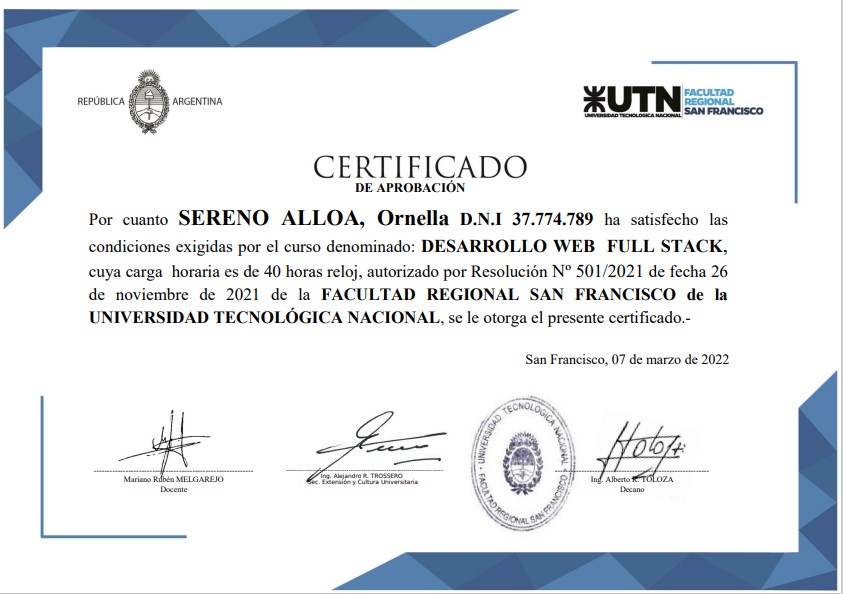 REPÚBLICA ARGENTINA
UTN
UNIVERSIDAD TECNOLÓGICA NACIONAL
FACULTAD
REGIONAL
SAN FRANCISCO
CERTIFICADO
DE APROBACIÓN
Por cuanto SERENO ALLOA, Ornella D.N.I 37.774.789 ha satisfecho las
condiciones exigidas por el curso denominado: DESARROLLO WEB FULL STACK,
cuya carga horaria es de 40 horas reloj, autorizado por Resolución Nº 501/2021 de fecha 26
de noviembre de 2021 de la FACULTAD REGIONAL SAN FRANCISCO de la
UNIVERSIDAD TECNOLÓGICA NACIONAL, se le otorga el presente certificado.-
San Francisco, 07 de marzo de 2022
Mariano Rubén MELGAREJO
Docente
Ing. Alejandro R. TROSSERO
Sec. Extensión y Cultura Universitaria
UNIVERSIDAD TECNOLOGICA NACIONAL
FACULTAD REGIONAL SAN FRANCISCO
Ing. Alberto R. TOLOZA
Decano